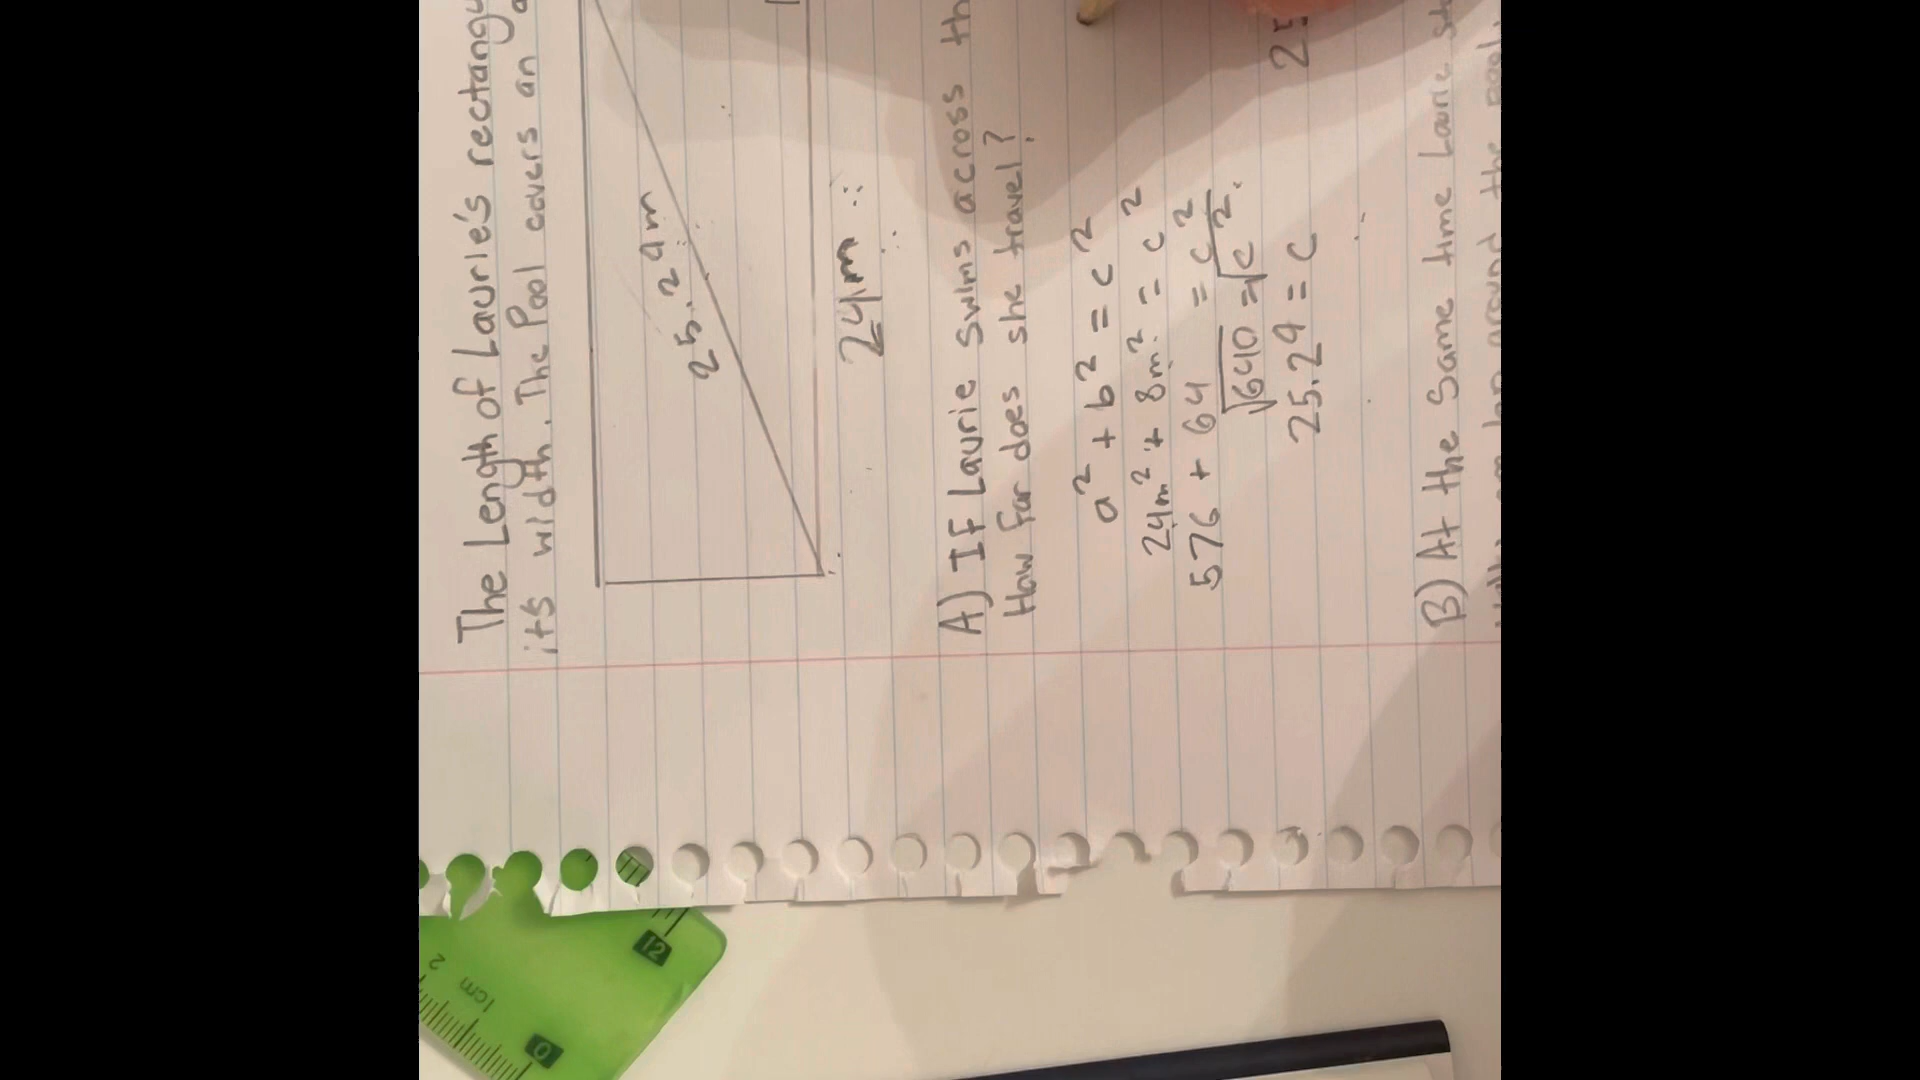 The Length of Laurie's
its width. The Pool covers an
25.29m
24m
A) If Laurie swims across
How far does she travel?
a² + b² = c²
24m² + 8m² = c²
576 + 64 = c²
√640 = √c²
25.29 = c
B) At the Same time Laurie
around the
12
2
1cm
0